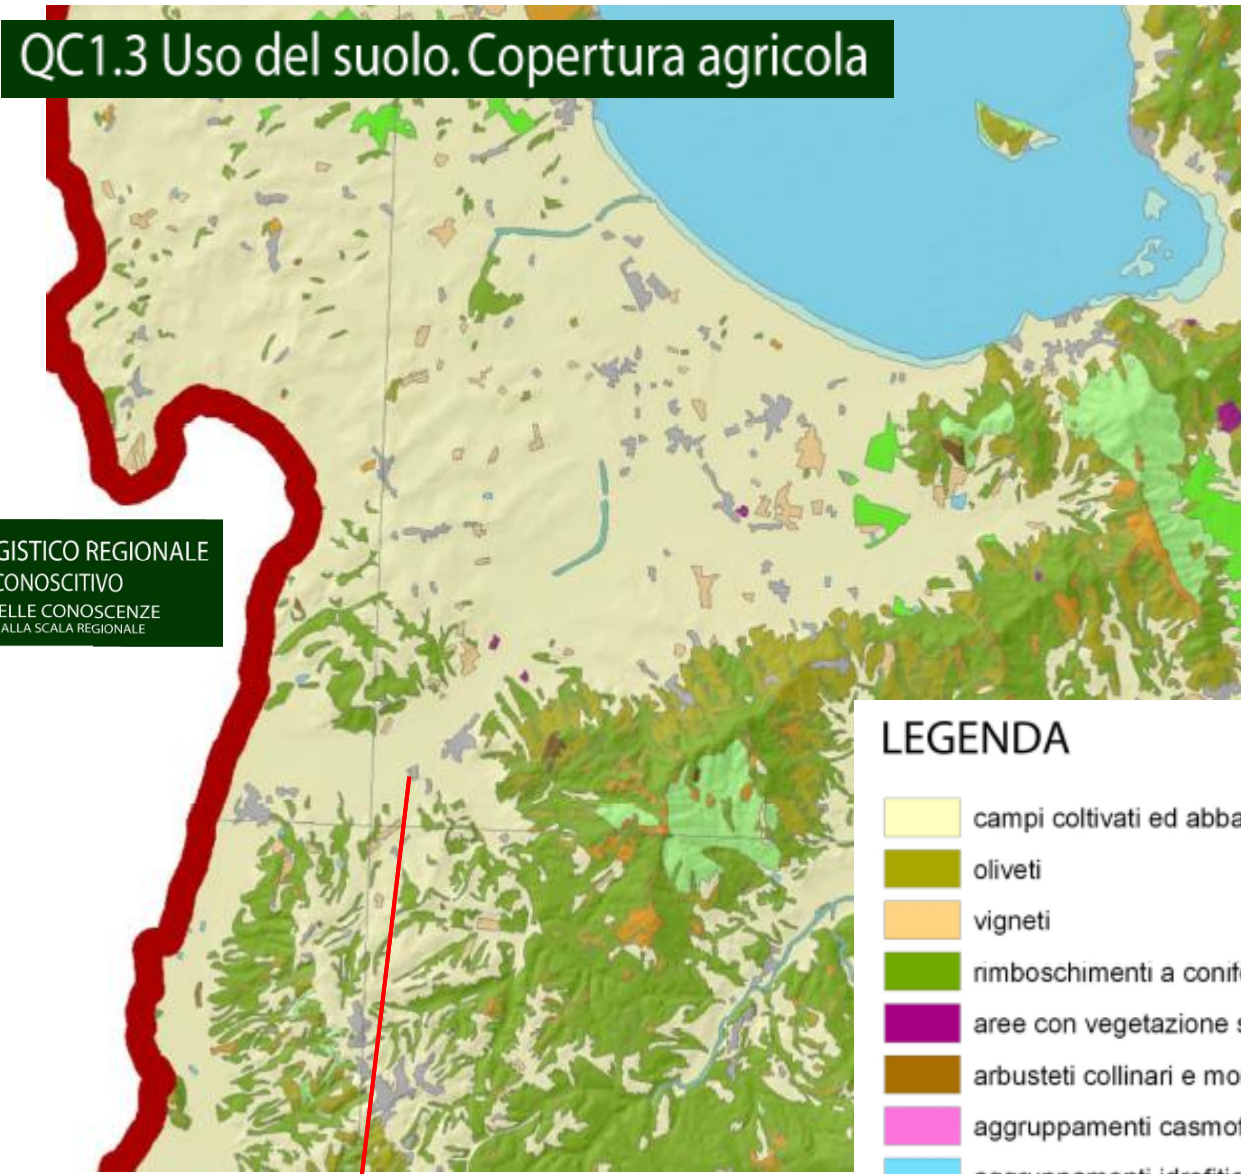 QC1.3 Uso del suolo. Copertura agricola
GISTICO REGIONALE
CONOSCITIVO
ELLE CONOSCENZE
ALLA SCALA REGIONALE
LEGENDA
campi coltivati ed abba
oliveti
vigneti
rimboschimenti a conif
aree con vegetazione s
arbusteti collinari e mo
aggruppamenti casmof